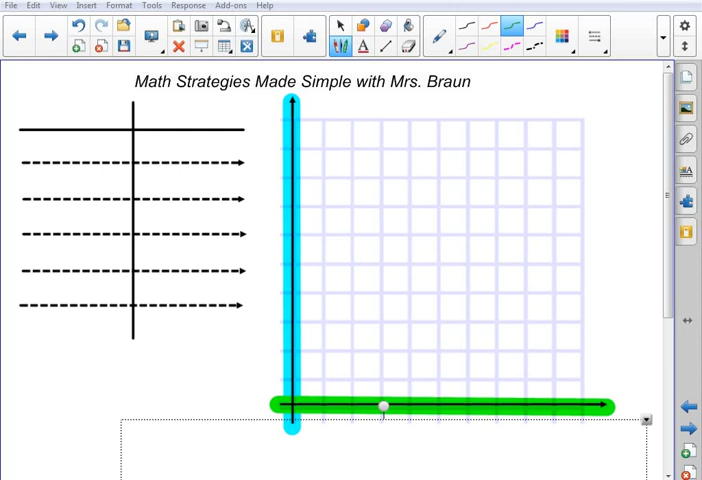 File Edit View Insert Format Tools Response Add-ons Help
Math Strategies Made Simple with Mrs. Braun